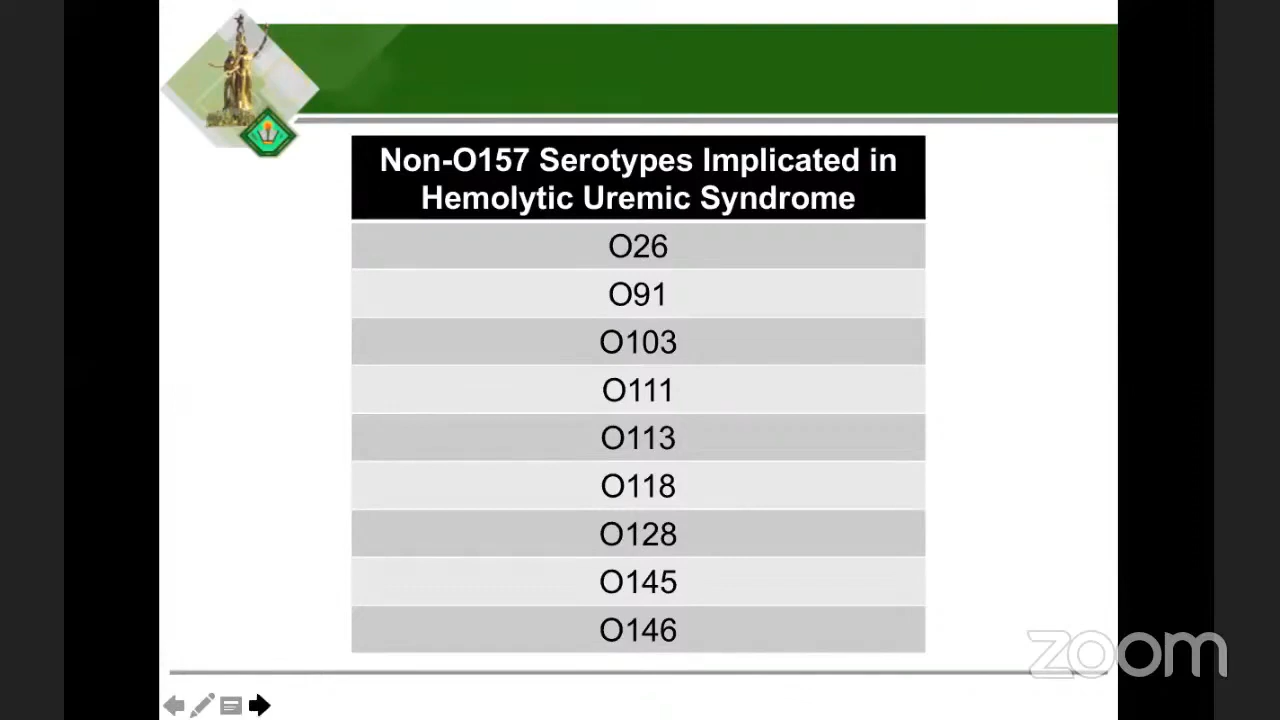 Non-O157 Serotypes Implicated in
Hemolytic Uremic Syndrome
O26
O91
O103
O111
O113
O118
O128
O145
O146
zoom